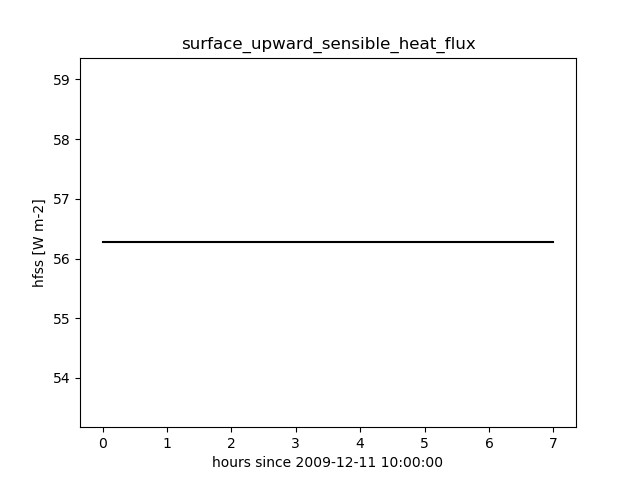 surface_upward_sensible_heat_flux
59
58
57
56
55
54
hfss [W m-2]
0 1 2 3 4 5 6 7
hours since 2009-12-11 10:00:00